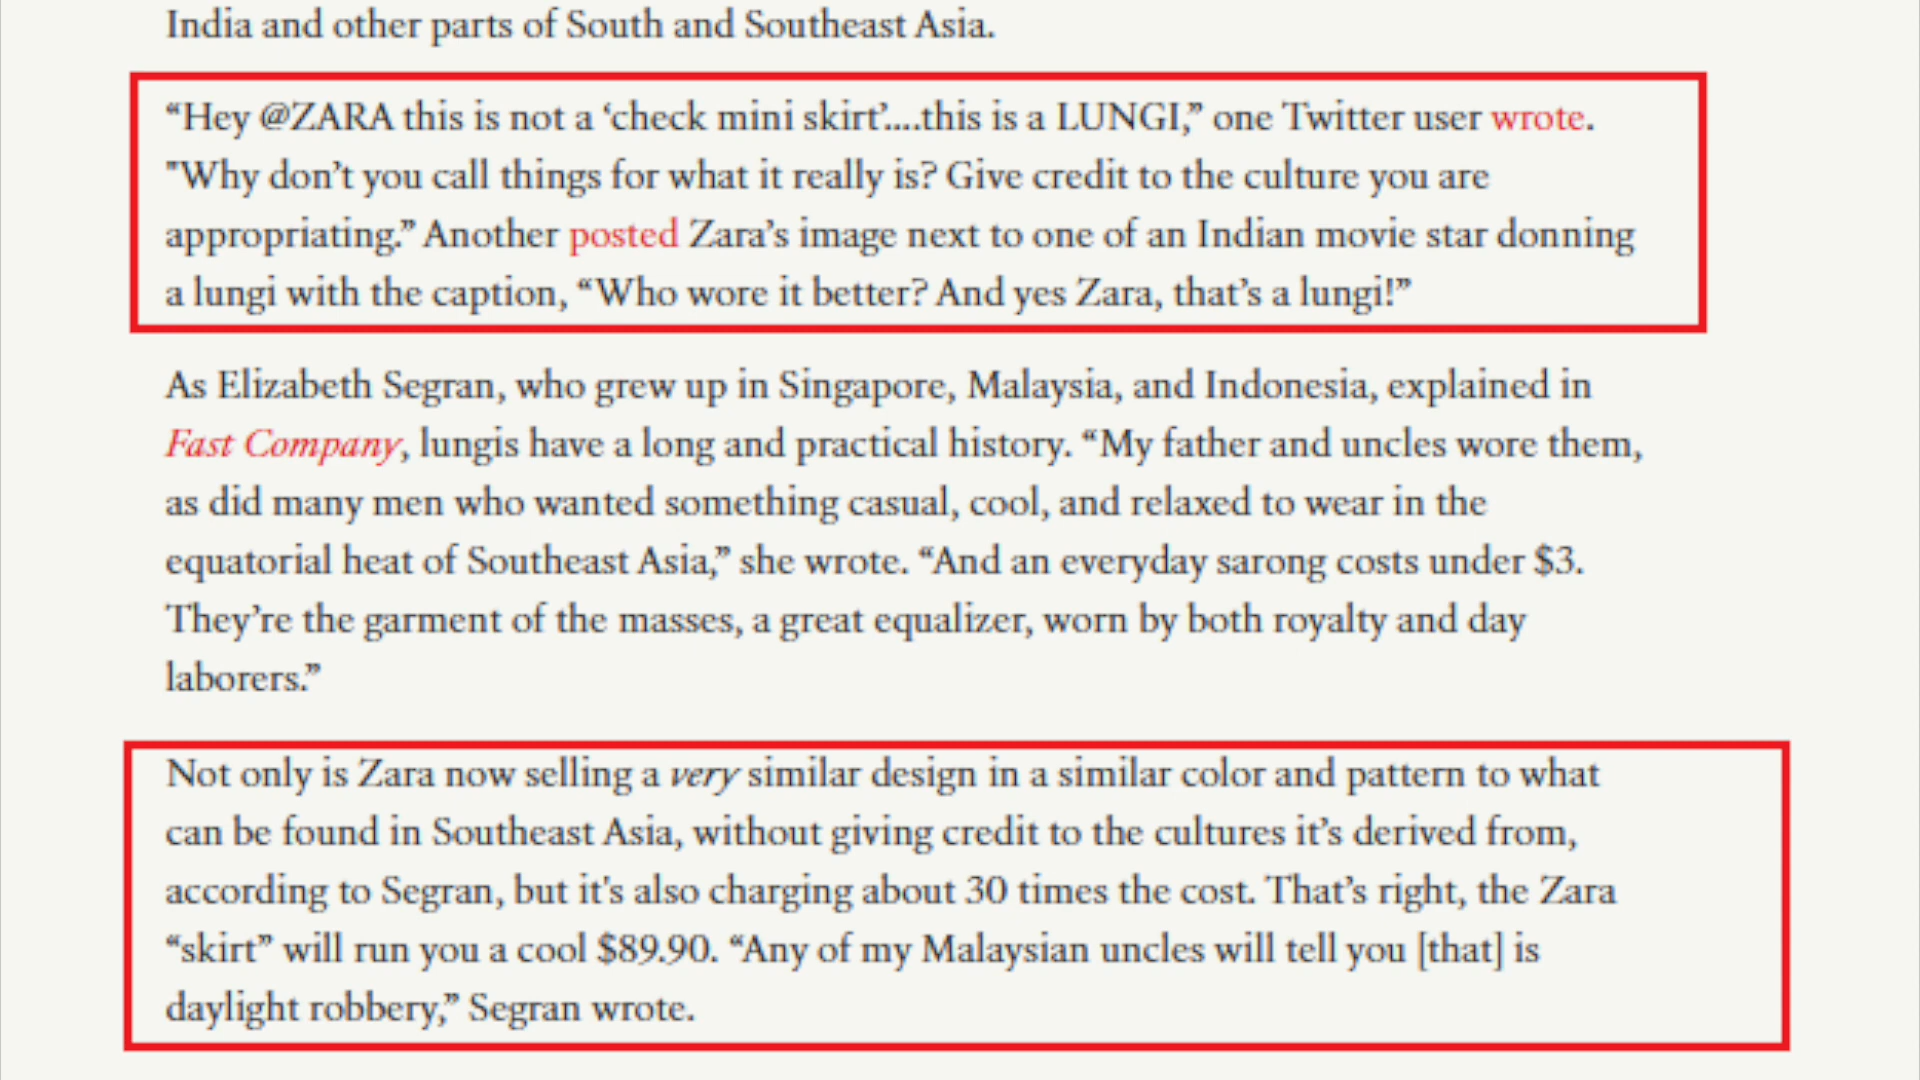 India and other parts of South and Southeast Asia.
“Hey @ZARA this is not a ‘check mini skirt’....this is a LUNGI,” one Twitter user wrote.
"Why don’t you call things for what it really is? Give credit to the culture you are
appropriating.” Another posted Zara’s image next to one of an Indian movie star donning
a lungi with the caption, “Who wore it better? And yes Zara, that’s a lungi!”
As Elizabeth Segran, who grew up in Singapore, Malaysia, and Indonesia, explained in
Fast Company, lungis have a long and practical history. “My father and uncles wore them,
as did many men who wanted something casual, cool, and relaxed to wear in the
equatorial heat of Southeast Asia,” she wrote. “And an everyday sarong costs under $3.
They’re the garment of the masses, a great equalizer, worn by both royalty and day
laborers.”
Not only is Zara now selling a very similar design in a similar color and pattern to what
can be found in Southeast Asia, without giving credit to the cultures it’s derived from,
according to Segran, but it's also charging about 30 times the cost. That’s right, the Zara
“skirt” will run you a cool $89.90. “Any of my Malaysian uncles will tell you [that] is
daylight robbery,” Segran wrote.